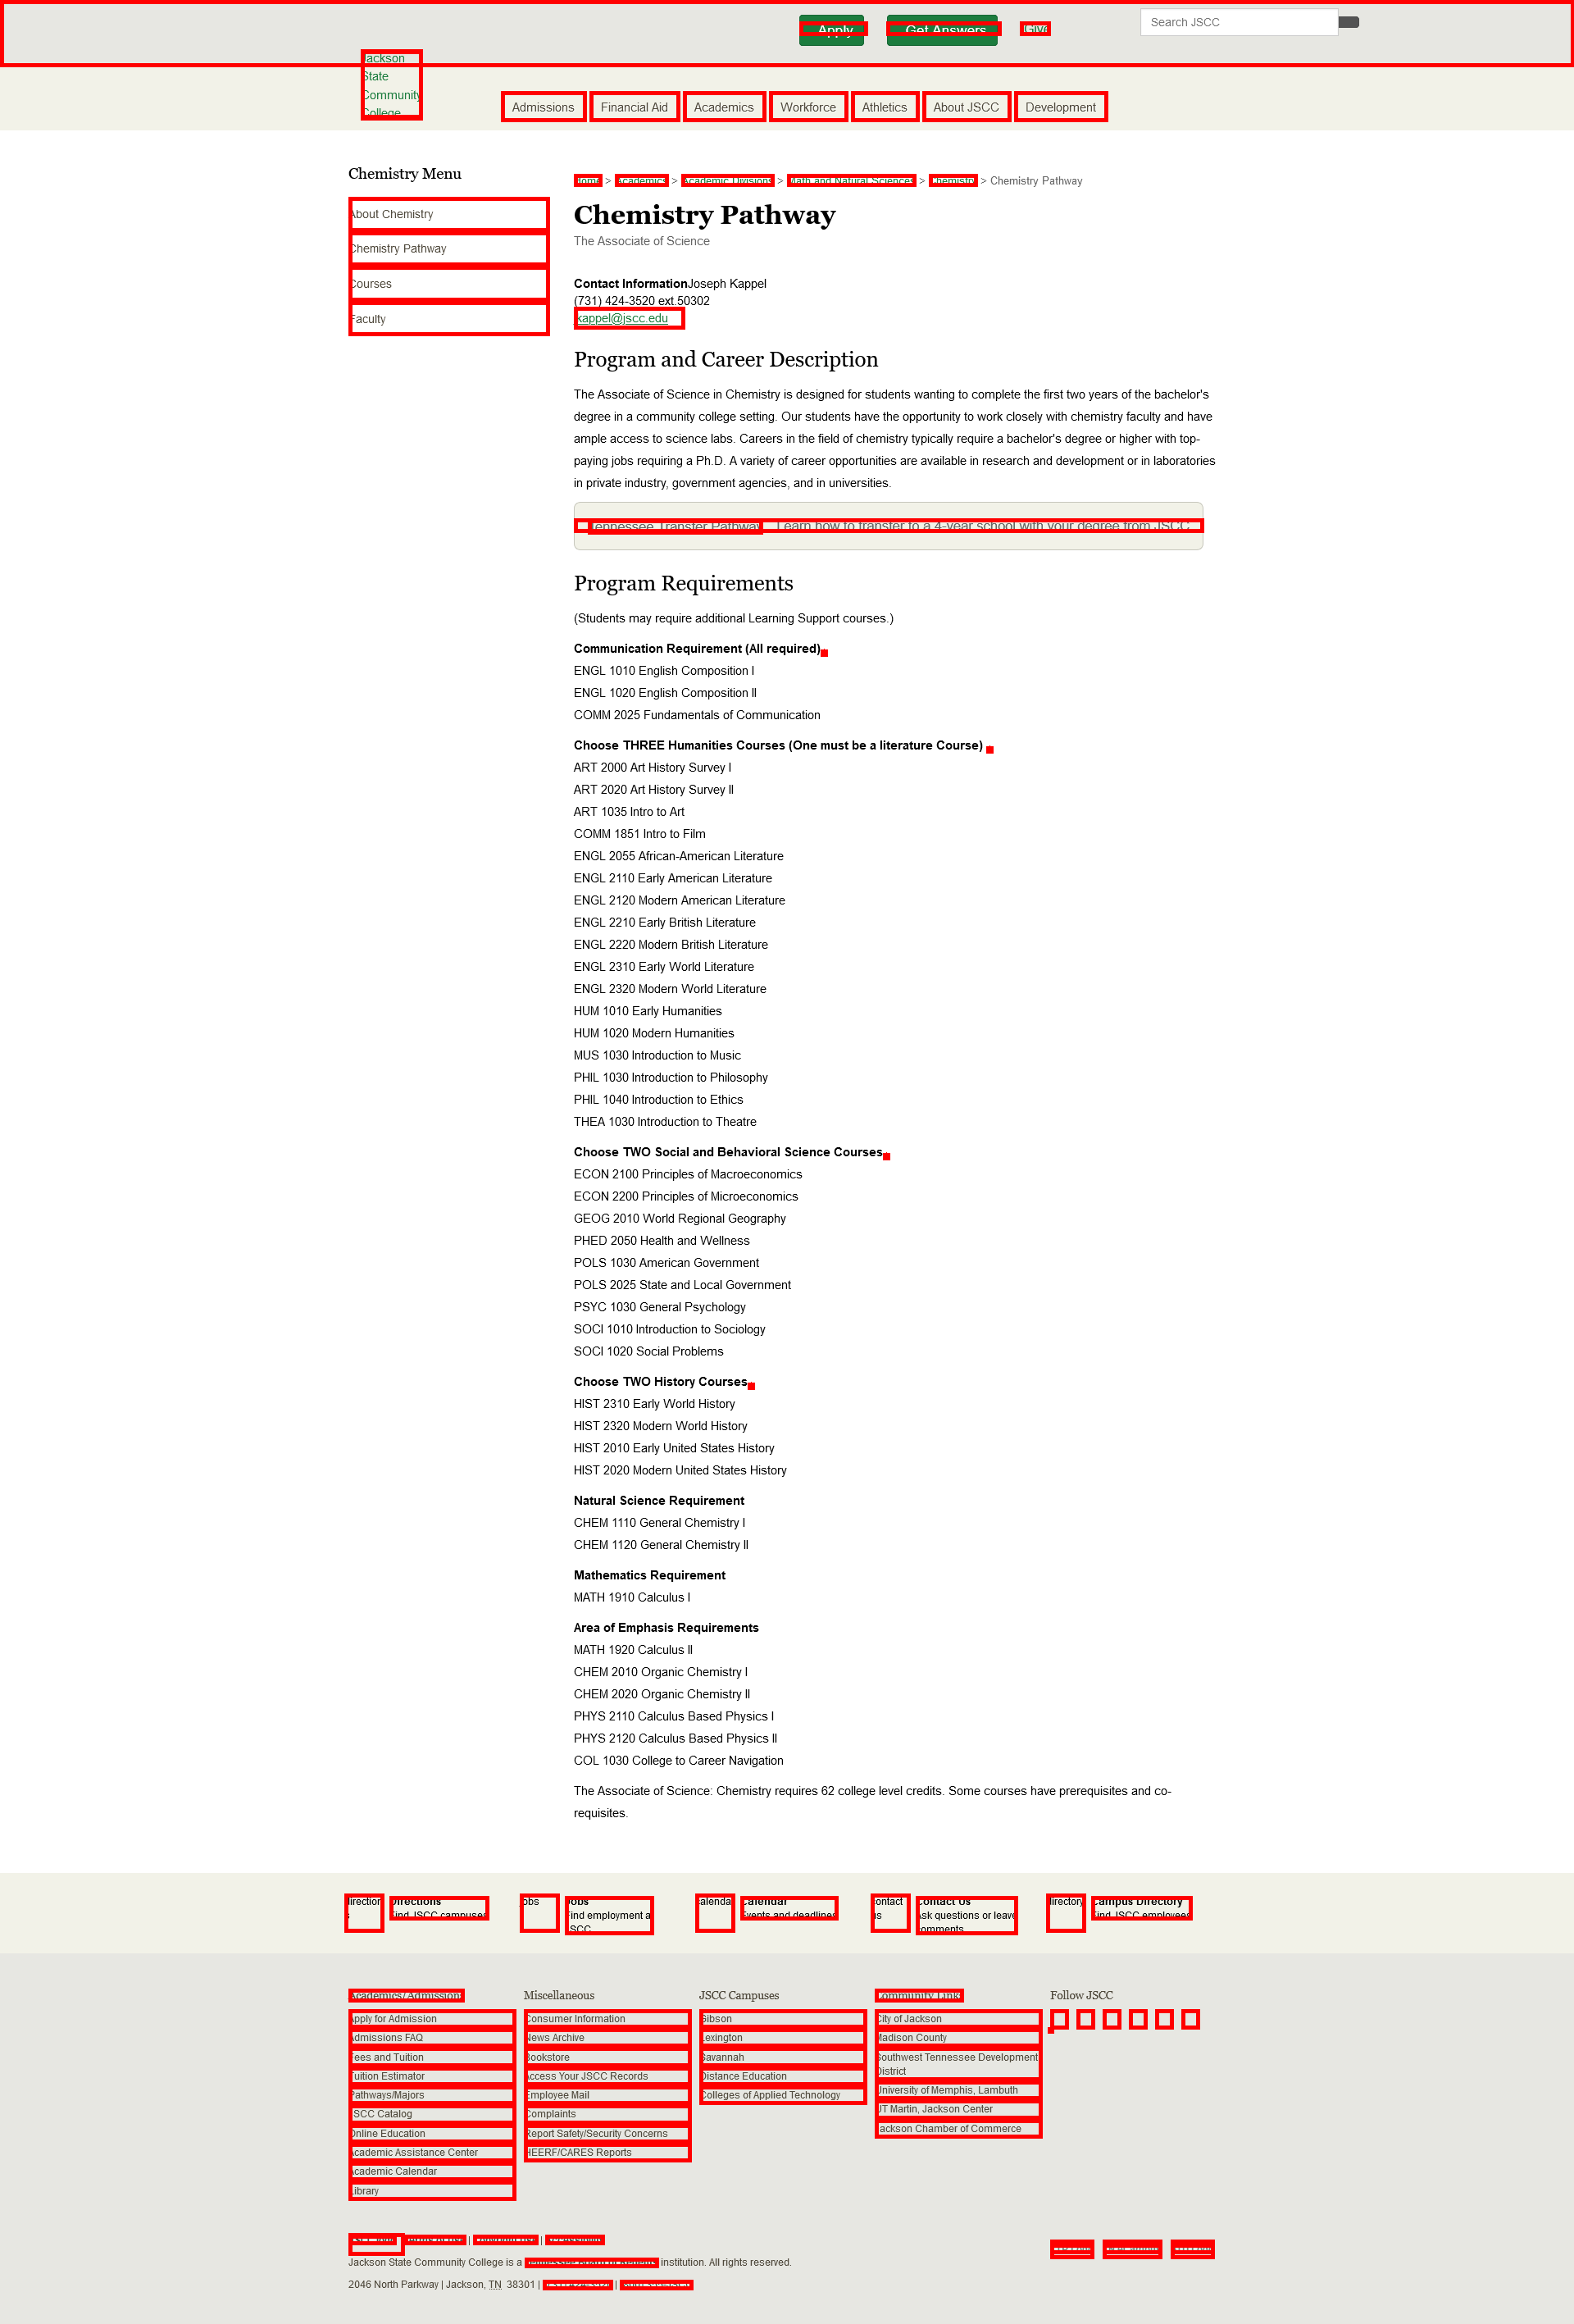 Apply
Get Answers
Give
Search JSCC
Jackson
State
Community
College
Admissions
Financial Aid
Academics
Workforce
Athletics
About JSCC
Development
Chemistry Menu
About Chemistry
Chemistry Pathway
Courses
Faculty
Home > Academics > Academic Divisions > Math and Natural Sciences > Chemistry > Chemistry Pathway
Chemistry Pathway
The Associate of Science
Contact InformationJoseph Kappel
(731) 424-3520 ext.50302
kappel@jscc.edu
Program and Career Description
The Associate of Science in Chemistry is designed for students wanting to complete the first two years of the bachelor's
degree in a community college setting. Our students have the opportunity to work closely with chemistry faculty and have
ample access to science labs. Careers in the field of chemistry typically require a bachelor's degree or higher with top-
paying jobs requiring a Ph.D. A variety of career opportunities are available in research and development or in laboratories
in private industry, government agencies, and in universities.
Tennessee Transfer Pathway Learn how to transfer to a 4-year school with your degree from JSCC
Program Requirements
(Students may require additional Learning Support courses.)
Communication Requirement (All required)
ENGL 1010 English Composition I
ENGL 1020 English Composition II
COMM 2025 Fundamentals of Communication
Choose THREE Humanities Courses (One must be a literature Course)
ART 2000 Art History Survey I
ART 2020 Art History Survey II
ART 1035 Intro to Art
COMM 1851 Intro to Film
ENGL 2055 African-American Literature
ENGL 2110 Early American Literature
ENGL 2120 Modern American Literature
ENGL 2210 Early British Literature
ENGL 2220 Modern British Literature
ENGL 2310 Early World Literature
ENGL 2320 Modern World Literature
HUM 1010 Early Humanities
HUM 1020 Modern Humanities
MUS 1030 Introduction to Music
PHIL 1030 Introduction to Philosophy
PHIL 1040 Introduction to Ethics
THEA 1030 Introduction to Theatre
Choose TWO Social and Behavioral Science Courses
ECON 2100 Principles of Macroeconomics
ECON 2200 Principles of Microeconomics
GEOG 2010 World Regional Geography
PHED 2050 Health and Wellness
POLS 1030 American Government
POLS 2025 State and Local Government
PSYC 1030 General Psychology
SOCI 1010 Introduction to Sociology
SOCI 1020 Social Problems
Choose TWO History Courses
HIST 2310 Early World History
HIST 2320 Modern World History
HIST 2010 Early United States History
HIST 2020 Modern United States History
Natural Science Requirement
CHEM 1110 General Chemistry I
CHEM 1120 General Chemistry II
Mathematics Requirement
MATH 1910 Calculus I
Area of Emphasis Requirements
MATH 1920 Calculus II
CHEM 2010 Organic Chemistry I
CHEM 2020 Organic Chemistry II
PHYS 2110 Calculus Based Physics I
PHYS 2120 Calculus Based Physics II
COL 1030 College to Career Navigation
The Associate of Science: Chemistry requires 62 college level credits. Some courses have prerequisites and co-
requisites.
directions
Directions
Find JSCC campuses
jobs
Jobs
Find employment at
JSCC
calendar
Calendar
Events and deadlines
contact
us
Contact Us
Ask questions or leave
comments
directory
Campus Directory
Find JSCC employees
Academics / Admissions
Apply for Admission
Admissions FAQ
Fees and Tuition
Tuition Estimator
Pathways/Majors
JSCC Catalog
Online Education
Academic Assistance Center
Academic Calendar
Library
Miscellaneous
Consumer Information
News Archive
Bookstore
Access Your JSCC Records
Employee Mail
Complaints
Report Safety/Security Concerns
HEERF/CARES Reports
JSCC Campuses
Gibson
Lexington
Savannah
Distance Education
Colleges of Applied Technology
Community Links
City of Jackson
Madison County
Southwest Tennessee Development
District
University of Memphis, Lambuth
UT Martin, Jackson Center
Jackson Chamber of Commerce
Follow JSCC
Jackson State Community College is a Tennessee Board of Regents institution. All rights reserved.
2046 North Parkway | Jackson, TN 38301 |